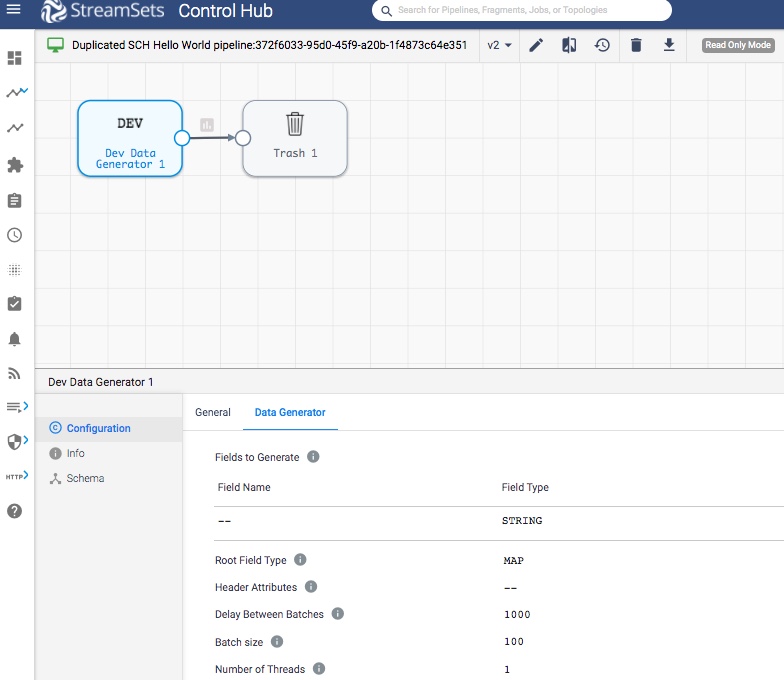 StreamSets Control Hub
Search for Pipelines, Fragments, Jobs, or Topologies
Duplicated SCH Hello World pipeline:372f6033-95d0-45f9-a20b-1f4873c64e351
v2
Read Only Mode
DEV
Dev Data
Generator 1
Trash 1
Dev Data Generator 1
Configuration
Info
Schema
HTTP
General
Data Generator
Fields to Generate
Field Name
Field Type
--
STRING
Root Field Type
MAP
Header Attributes
--
Delay Between Batches
1000
Batch size
100
Number of Threads
1